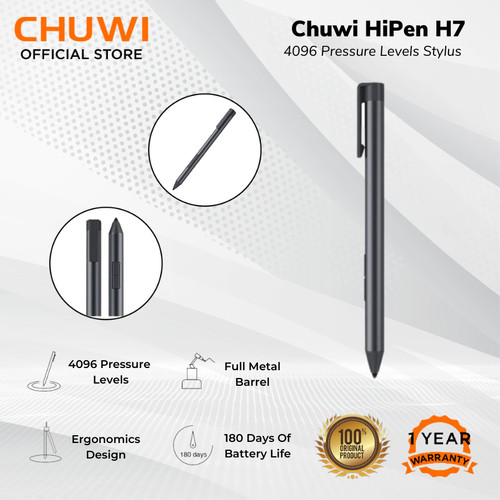 CHUWI
OFFICIAL STORE
Chuwi HiPen H7
4096 Pressure Levels Stylus
4096 Pressure
Levels
Full Metal
Barrel
Ergonomics
Design
180 days
180 Days Of
Battery Life
100%
ORIGINAL
PRODUCT
1 YEAR
WARRANTY